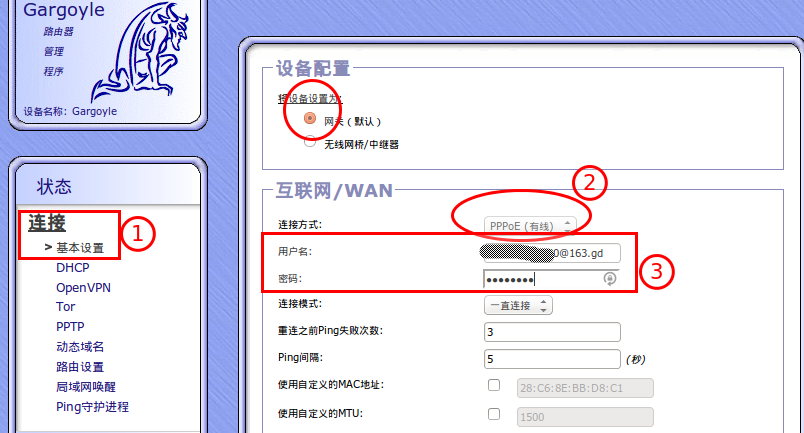 Gargoyle
路由器
管理
程序
设备名称: Gargoyle
状态
连接
> 基本设置
DHCP
OpenVPN
Tor
PPTP
动态域名
路由设置
局域网唤醒
Ping守护进程
1
设备配置
将设备设置为:
网关（默认）
无线网桥/中继器
互联网/WAN
2
连接方式: PPPoE（有线）
用户名: 0@163.gd
密码: ••••••••
3
连接模式: 一直连接
重连之前Ping失败次数: 3
Ping间隔: 5 (秒)
使用自定义的MAC地址: 28:C6:8E:BB:D8:C1
使用自定义的MTU: 1500